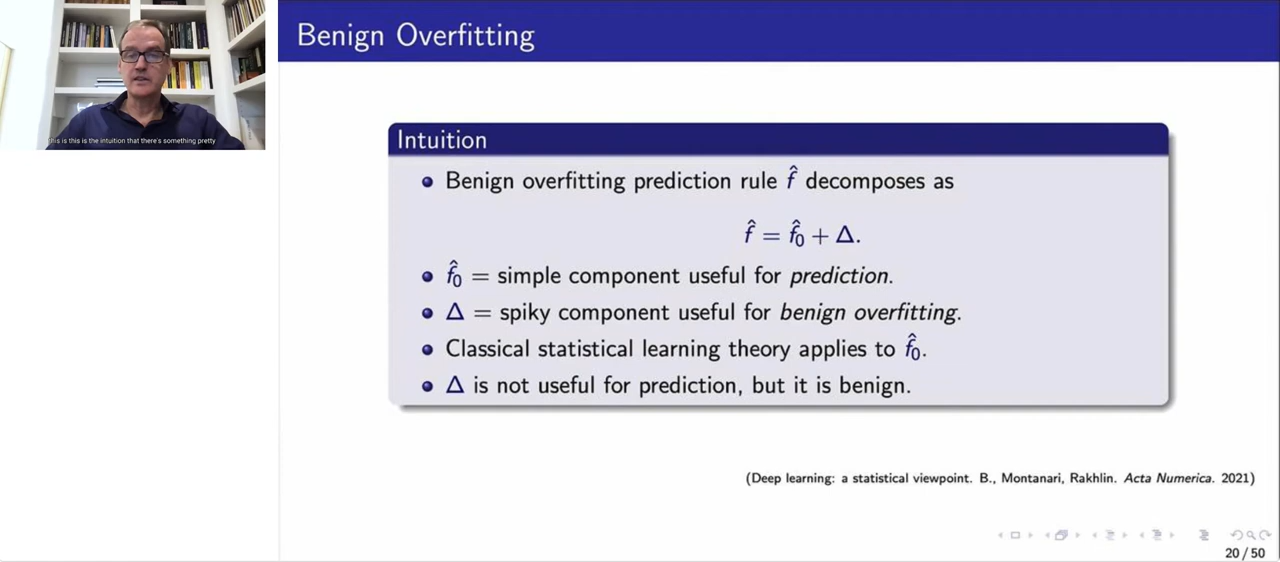 Benign Overfitting
this is this is the intuition that there's something pretty
Intuition
Benign overfitting prediction rule f̂ decomposes as
f̂ = f̂₀ + Δ.
f̂₀ = simple component useful for prediction.
Δ = spiky component useful for benign overfitting.
Classical statistical learning theory applies to f̂₀.
Δ is not useful for prediction, but it is benign.
(Deep learning: a statistical viewpoint. B., Montanari, Rakhlin. Acta Numerica. 2021)
20 / 50